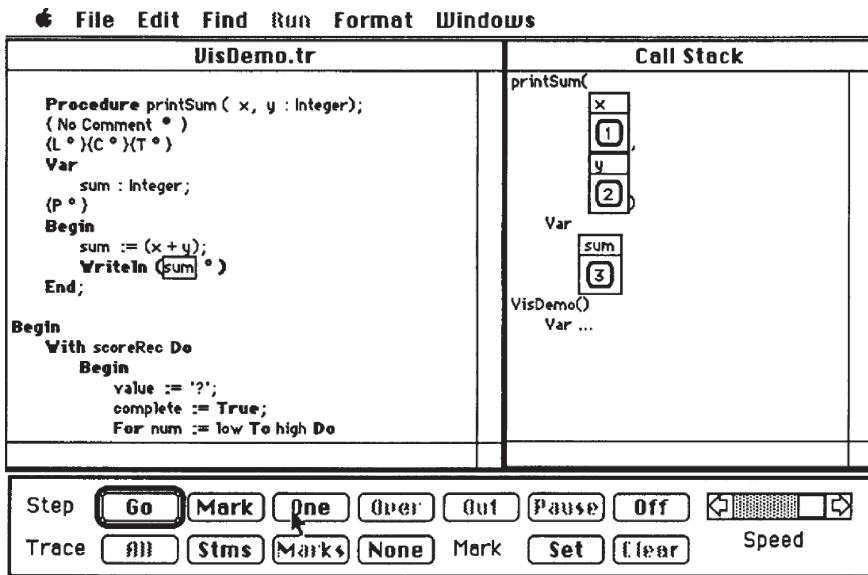 File Edit Find Run Format Windows
VisDemo.tr
Procedure printSum ( x, y : Integer);
{ No Comment ° }
{L ° }{C ° }{T ° }
Var
sum : Integer;
{P ° }
Begin
sum := (x + y);
Writeln (sum ° )
End;
Begin
With scoreRec Do
Begin
value := '?';
complete := True;
For num := low To high Do
Call Stack
printSum(
x
1 ,
y
2 )
Var
sum
3
VisDemo()
Var ...
Step Go Mark One Over Out Pause Off
Trace All Stms Marks None Mark Set Clear Speed